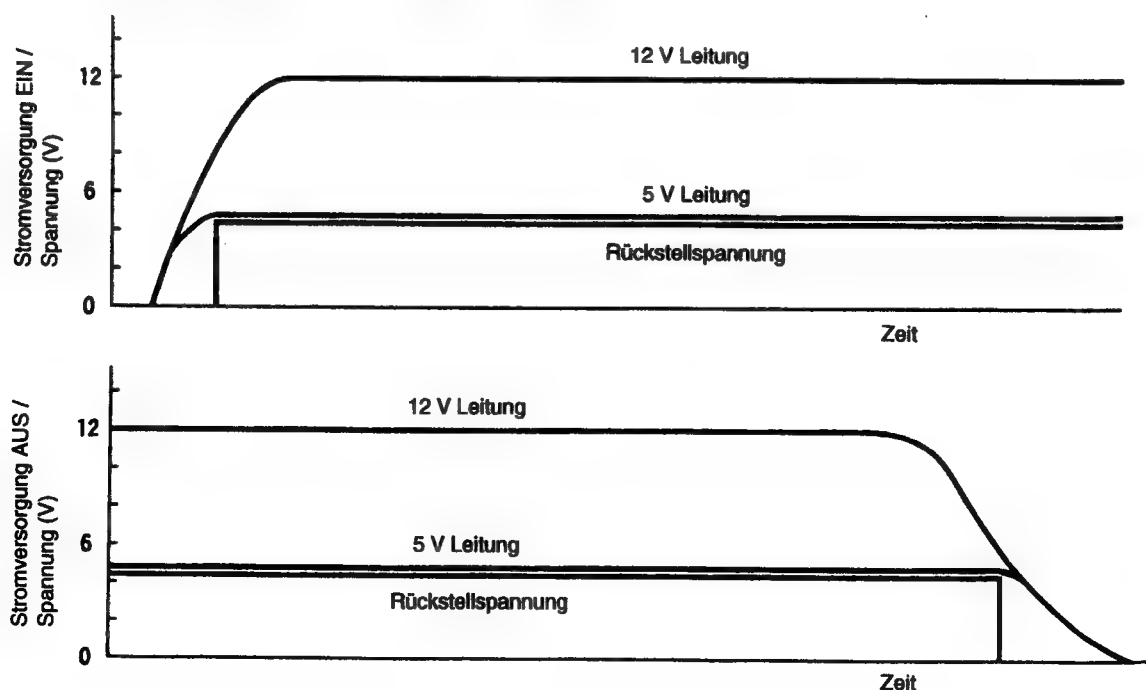 Stromversorgung EIN /
Spannung (V)
12
6
0
12 V Leitung
5 V Leitung
Rückstellspannung
Zeit
Stromversorgung AUS /
Spannung (V)
12
6
0
12 V Leitung
5 V Leitung
Rückstellspannung
Zeit